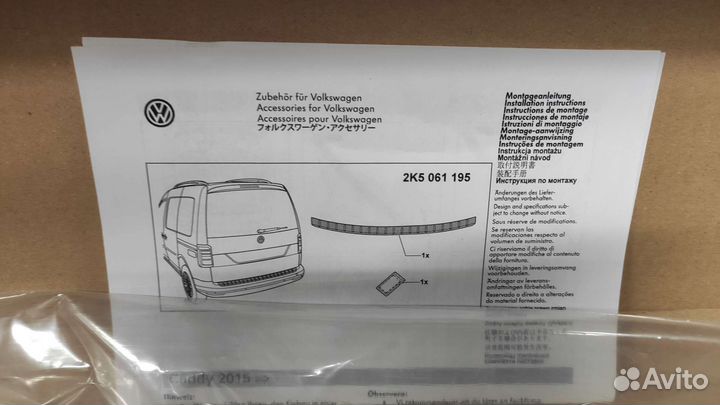 Zubehör für Volkswagen
Accessories for Volkswagen
Accessoires pour Volkswagen
フォルクスワーゲン・アクセサリー
Montageanleitung
Installation instructions
Instructions de montage
Instrucciones de montaje
Istruzioni di montaggio
Montage-aanwijzing
Monteringsanvisning
Instruções de montagem
Instrukcja montażu
Montážní návod
取付説明書
装配手册
Инструкция по монтажу
2K5 061 195
1x
1x
Änderungen des Liefer-
umfanges vorbehalten.
Design and specifications sub-
ject to change without notice.
Sous réserve de modifications.
Se reservan las
modificaciones respecto al
volumen de suministro.
Ci riserviamo il diritto di
apportare modifiche al contenuto
della fornitura.
Wijzigingen in leveringsomvang
voorbehouden.
Ändringar av leverans-
omfattningen förbehålles.
Reservado o direito a alterações
do material fornecido.
Caddy 2015 =>
Hinweis:
Observera:
Avito